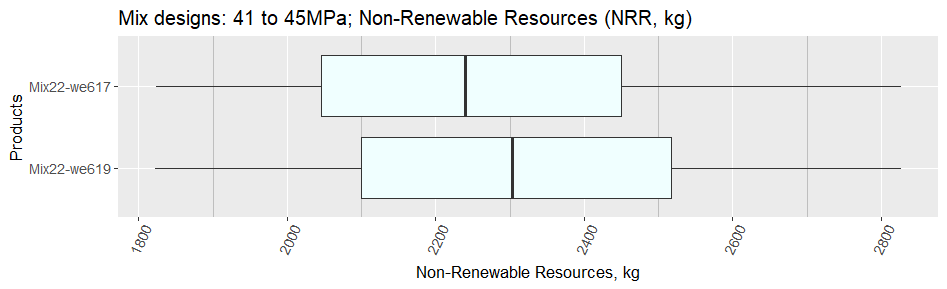 Mix designs: 41 to 45MPa; Non-Renewable Resources (NRR, kg)
Products
Mix22-we617
Mix22-we619
1800 2000 2200 2400 2600 2800
Non-Renewable Resources, kg